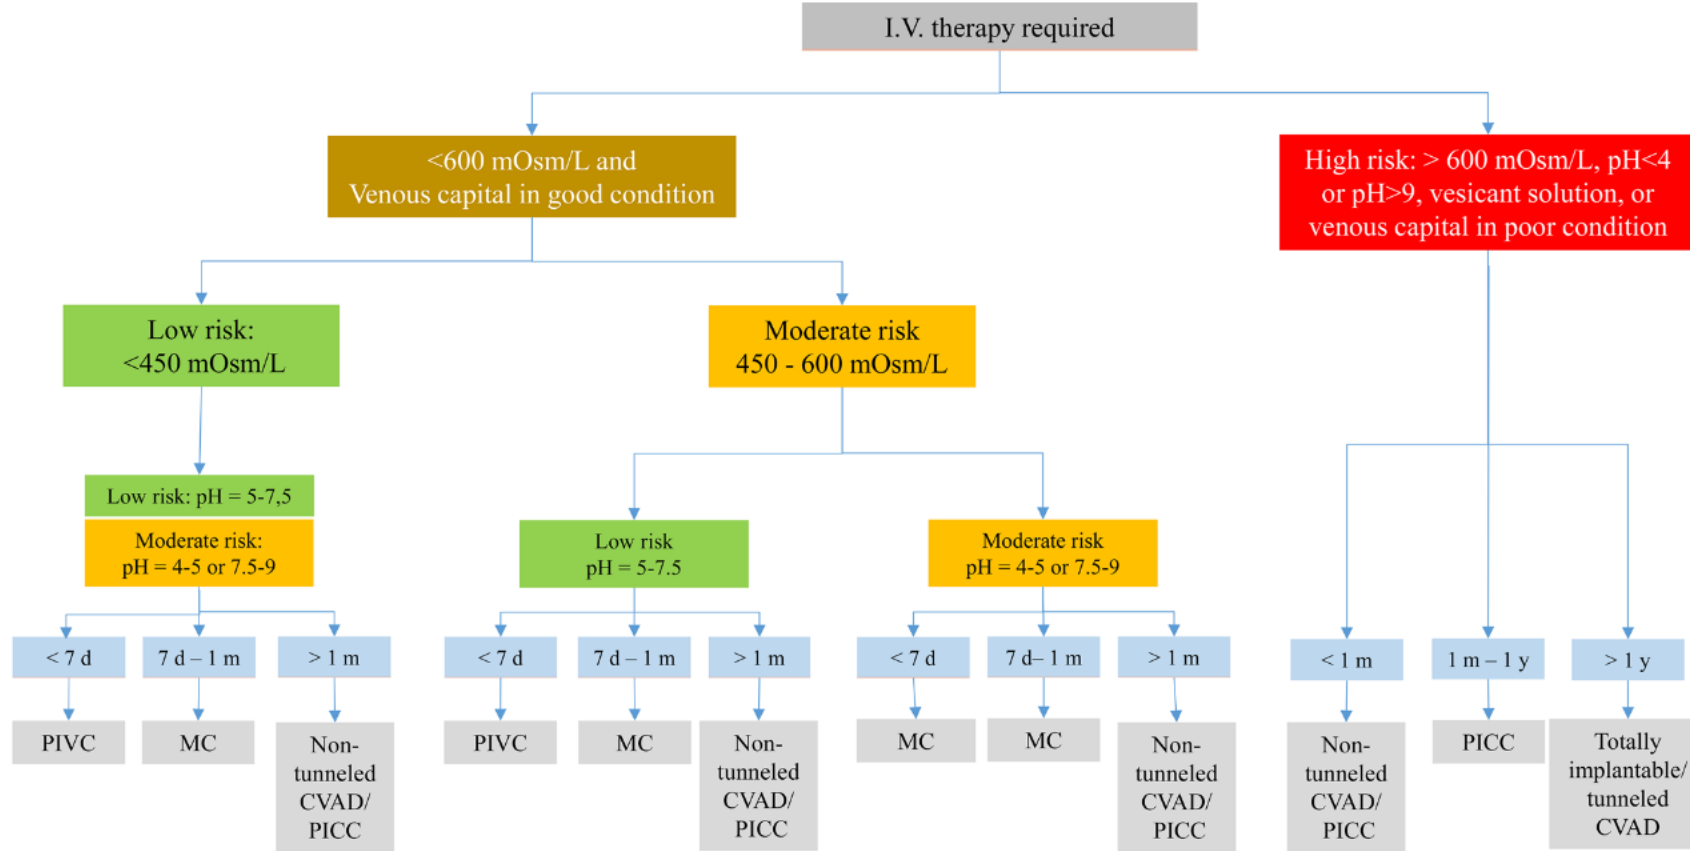 I.V. therapy required
<600 mOsm/L and
Venous capital in good condition
High risk: > 600 mOsm/L, pH<4
or pH>9, vesicant solution, or
venous capital in poor condition
Low risk:
<450 mOsm/L
Moderate risk
450 - 600 mOsm/L
Low risk: pH = 5-7,5
Moderate risk:
pH = 4-5 or 7.5-9
Low risk
pH = 5-7.5
Moderate risk
pH = 4-5 or 7.5-9
< 7 d
7 d – 1 m
> 1 m
< 7 d
7 d – 1 m
> 1 m
< 7 d
7 d– 1 m
> 1 m
< 1 m
1 m – 1 y
> 1 y
PIVC
MC
Non-
tunneled
CVAD/
PICC
PIVC
MC
Non-
tunneled
CVAD/
PICC
MC
MC
Non-
tunneled
CVAD/
PICC
Non-
tunneled
CVAD/
PICC
PICC
Totally
implantable/
tunneled
CVAD